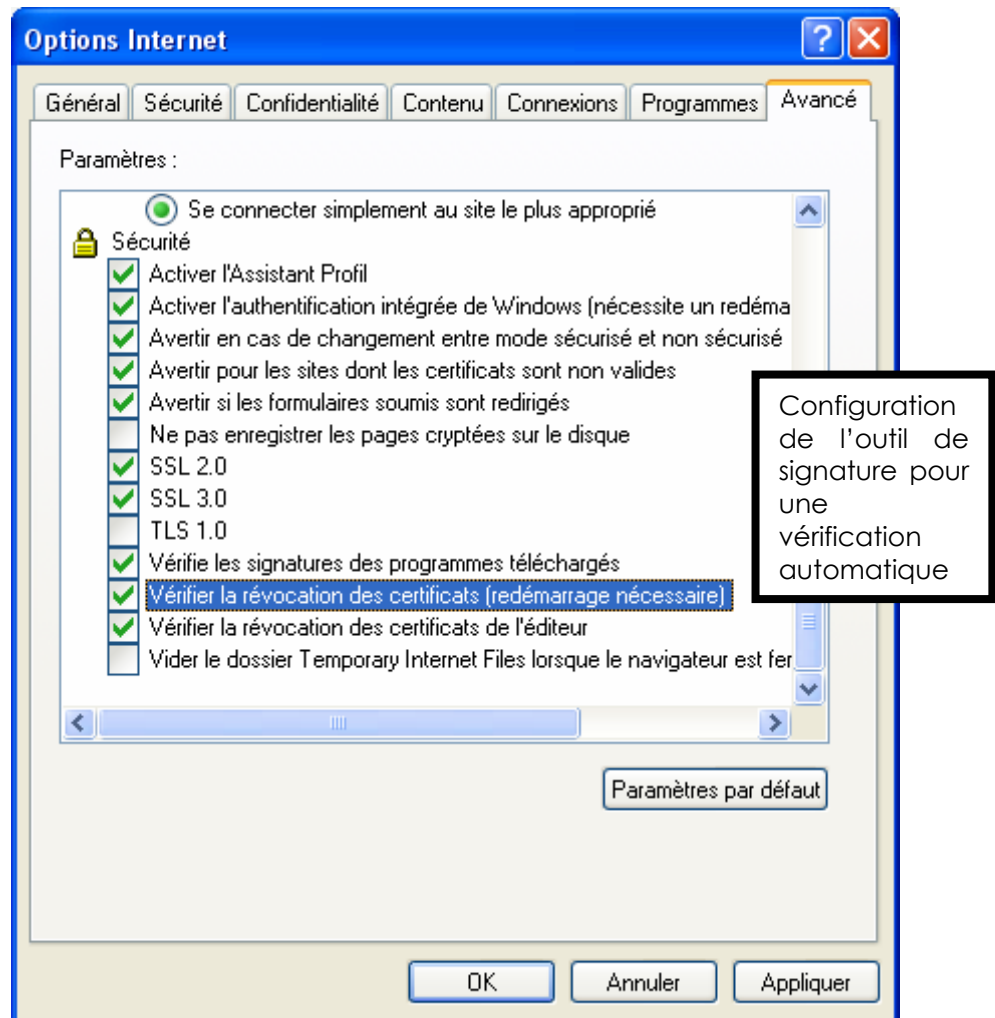 Options Internet
Général Sécurité Confidentialité Contenu Connexions Programmes Avancé
Paramètres :
Se connecter simplement au site le plus approprié
Sécurité
Activer l'Assistant Profil
Activer l'authentification intégrée de Windows (nécessite un redéma
Avertir en cas de changement entre mode sécurisé et non sécurisé
Avertir pour les sites dont les certificats sont non valides
Avertir si les formulaires soumis sont redirigés
Ne pas enregistrer les pages cryptées sur le disque
SSL 2.0
SSL 3.0
TLS 1.0
Vérifie les signatures des programmes téléchargés
Vérifier la révocation des certificats (redémarrage nécessaire)
Vérifier la révocation des certificats de l'éditeur
Vider le dossier Temporary Internet Files lorsque le navigateur est fer
Configuration
de l’outil de
signature pour
une
vérification
automatique
Paramètres par défaut
OK Annuler Appliquer